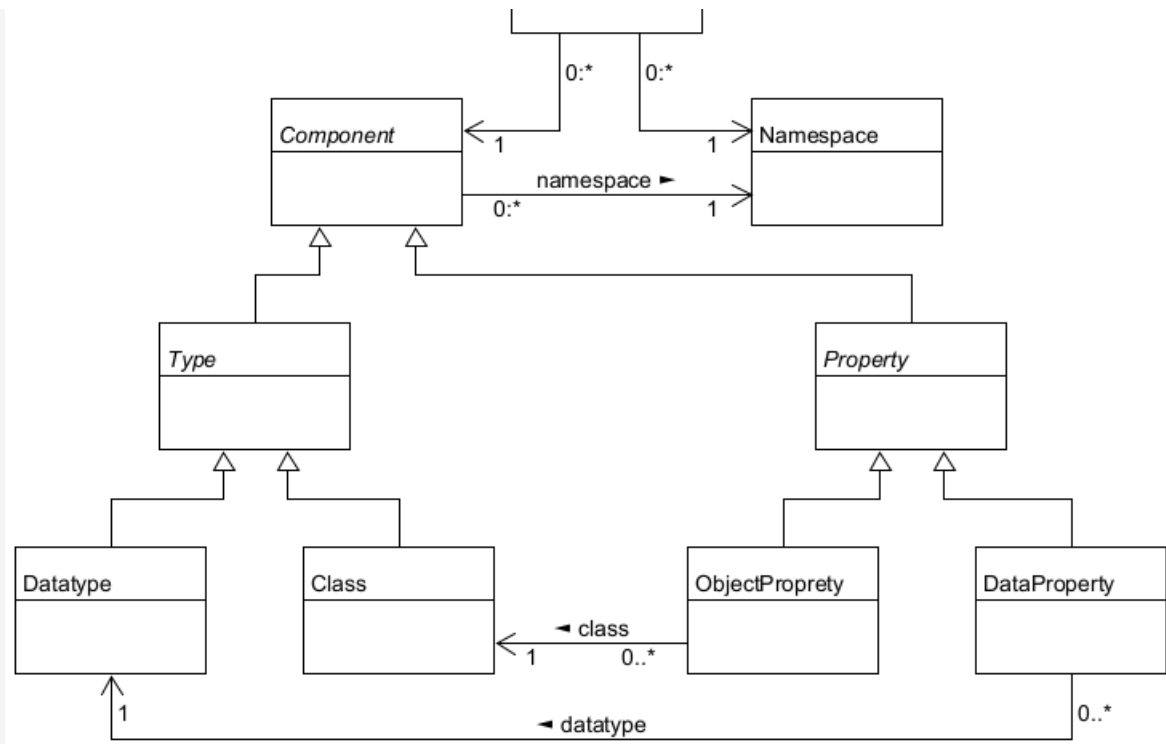 0:*
0:*
Component
Namespace
1
1
namespace ►
0:*
1
Type
Property
Datatype
Class
ObjectProprety
DataProperty
◄ class
1
0..*
1
0..*
◄ datatype